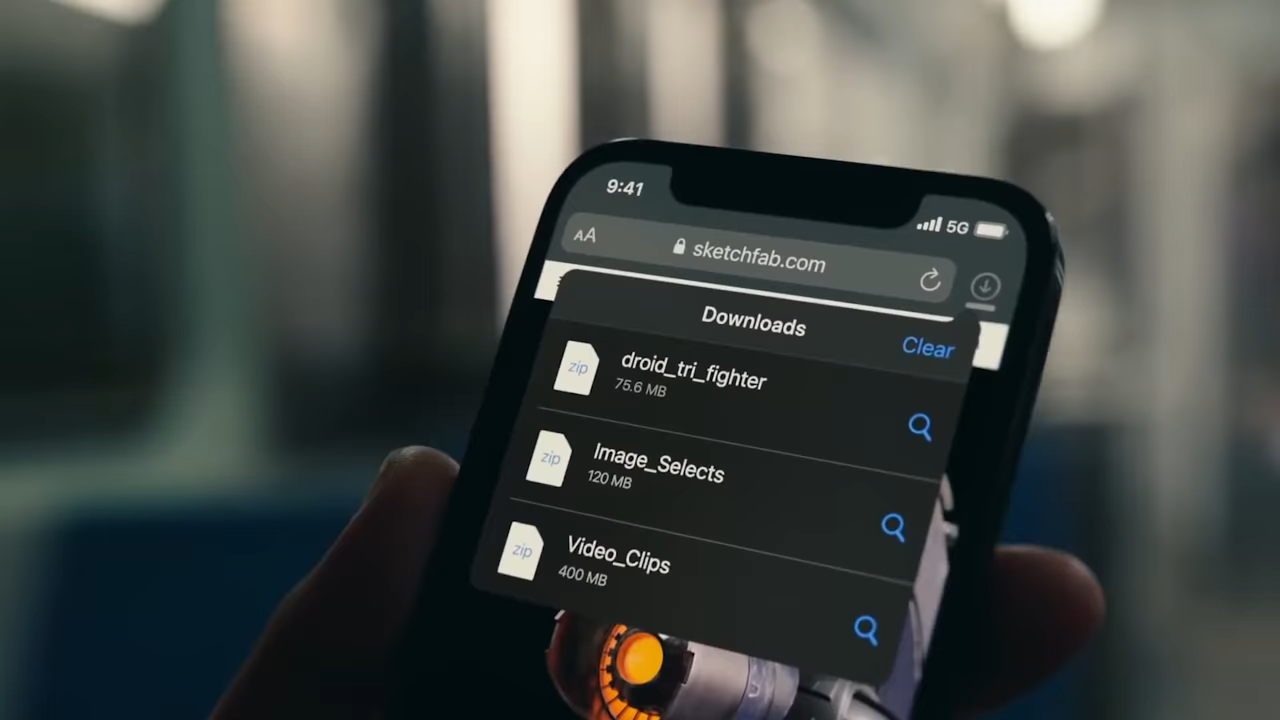 9:41
5G
AA
sketchfab.com
Downloads
Clear
zip
droid_tri_fighter
75.6 MB
zip
Image_Selects
120 MB
zip
Video_Clips
400 MB